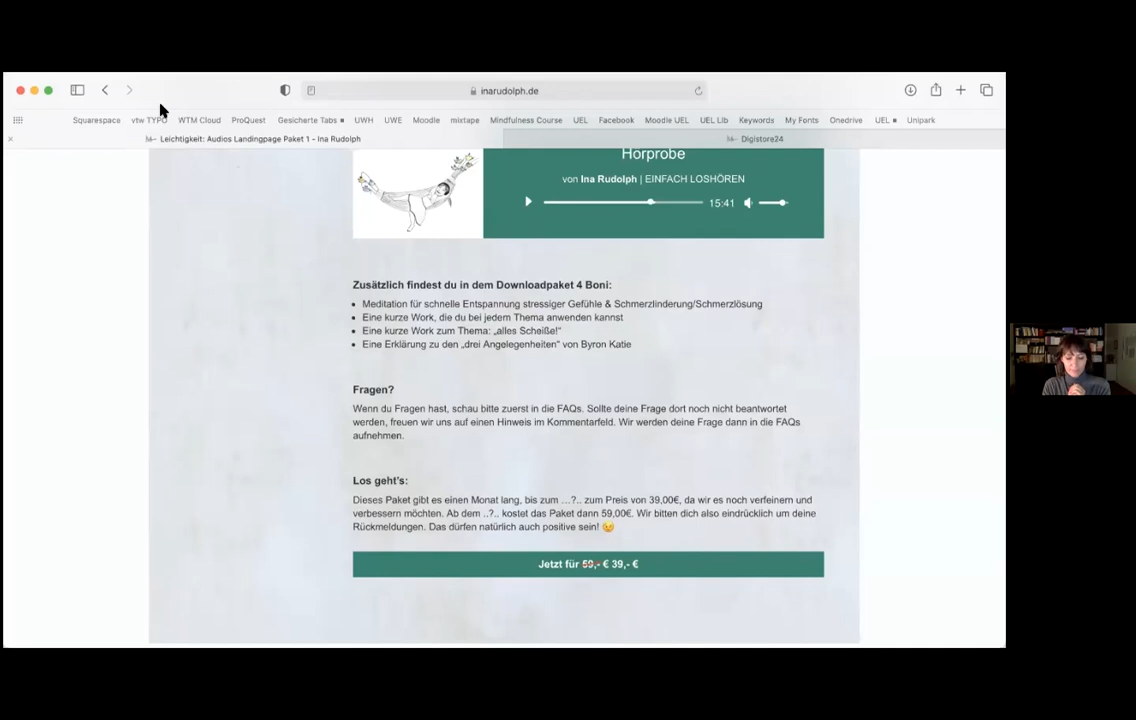 inarudolph.de
Squarespace vtw TYPO WTM Cloud ProQuest Gesicherte Tabs UWH UWE Moodle mixtape Mindfulness Course UEL Facebook Moodle UEL UEL Lib Keywords My Fonts Onedrive UEL Unipark
Leichtigkeit: Audios Landingpage Paket 1 – Ina Rudolph
Digistore24
Hörprobe
von Ina Rudolph | EINFACH LOSHÖREN
15:41
Zusätzlich findest du in dem Downloadpaket 4 Boni:
• Meditation für schnelle Entspannung stressiger Gefühle & Schmerzlinderung/Schmerzlösung
• Eine kurze Work, die du bei jedem Thema anwenden kannst
• Eine kurze Work zum Thema: „alles Scheiße!“
• Eine Erklärung zu den „drei Angelegenheiten“ von Byron Katie
Fragen?
Wenn du Fragen hast, schau bitte zuerst in die FAQs. Sollte deine Frage dort noch nicht beantwortet
werden, freuen wir uns auf einen Hinweis im Kommentarfeld. Wir werden deine Frage dann in die FAQs
aufnehmen.
Los geht's:
Dieses Paket gibt es einen Monat lang, bis zum ...?.. zum Preis von 39,00€, da wir es noch verfeinern und
verbessern möchten. Ab dem ..?.. kostet das Paket dann 59,00€. Wir bitten dich also eindrücklich um deine
Rückmeldungen. Das dürfen natürlich auch positive sein! 😉
Jetzt für 59,- € 39,- €